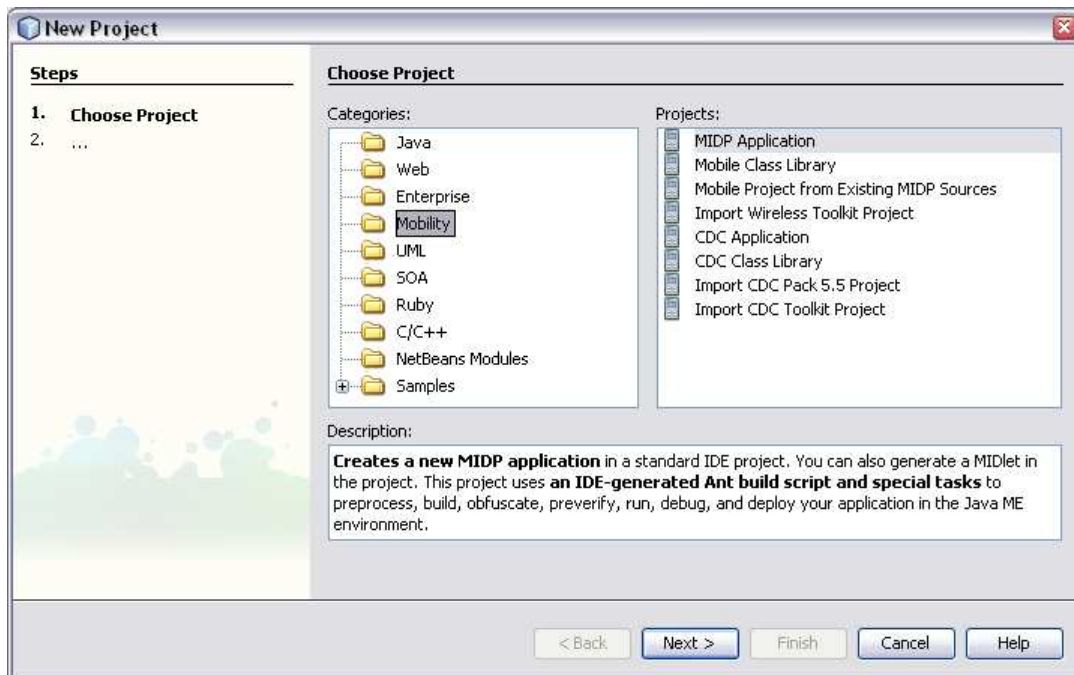 New Project
Steps
1. Choose Project
2. ...
Choose Project
Categories:
Java
Web
Enterprise
Mobility
UML
SOA
Ruby
C/C++
NetBeans Modules
Samples
Projects:
MIDP Application
Mobile Class Library
Mobile Project from Existing MIDP Sources
Import Wireless Toolkit Project
CDC Application
CDC Class Library
Import CDC Pack 5.5 Project
Import CDC Toolkit Project
Description:
Creates a new MIDP application in a standard IDE project. You can also generate a MIDlet in
the project. This project uses an IDE-generated Ant build script and special tasks to
preprocess, build, obfuscate, preverify, run, debug, and deploy your application in the Java ME
environment.
< Back
Next >
Finish
Cancel
Help